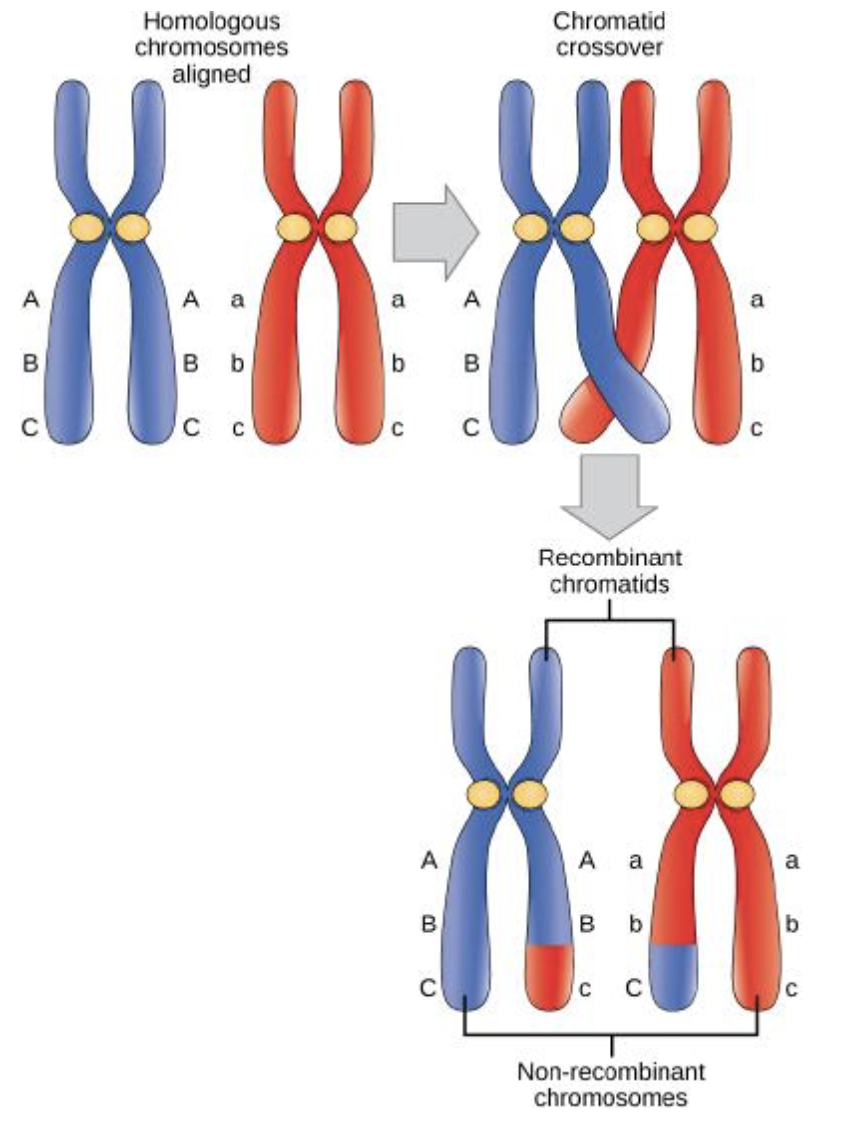 Homologous
chromosomes
aligned
Chromatid
crossover
A A a a
B B b b
C C c c
A a
B b
C c
Recombinant
chromatids
A A a a
B B b b
C c C c
Non-recombinant
chromosomes